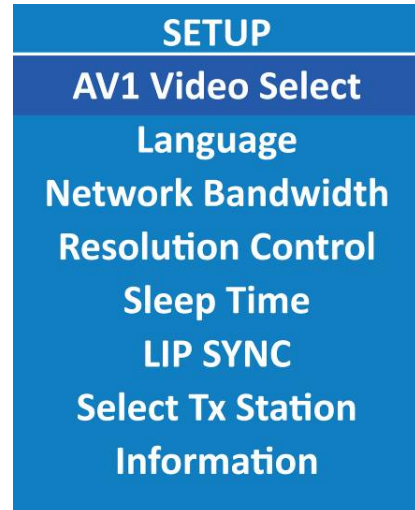 SETUP
AV1 Video Select
Language
Network Bandwidth
Resolution Control
Sleep Time
LIP SYNC
Select Tx Station
Information